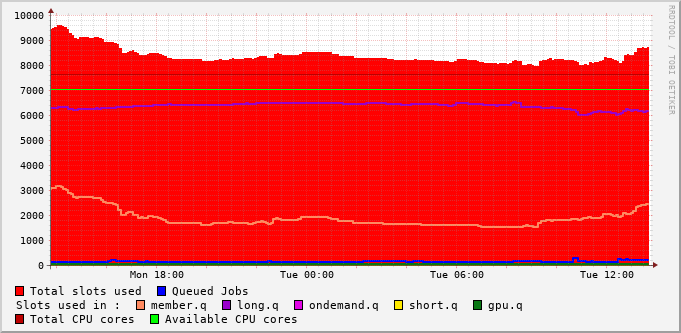 RRDTOOL / TOBI OETIKER
10000
9000
8000
7000
6000
5000
4000
3000
2000
1000
0
Mon 18:00 Tue 00:00 Tue 06:00 Tue 12:00
Total slots used Queued Jobs
Slots used in : member.q long.q ondemand.q short.q gpu.q
Total CPU cores Available CPU cores